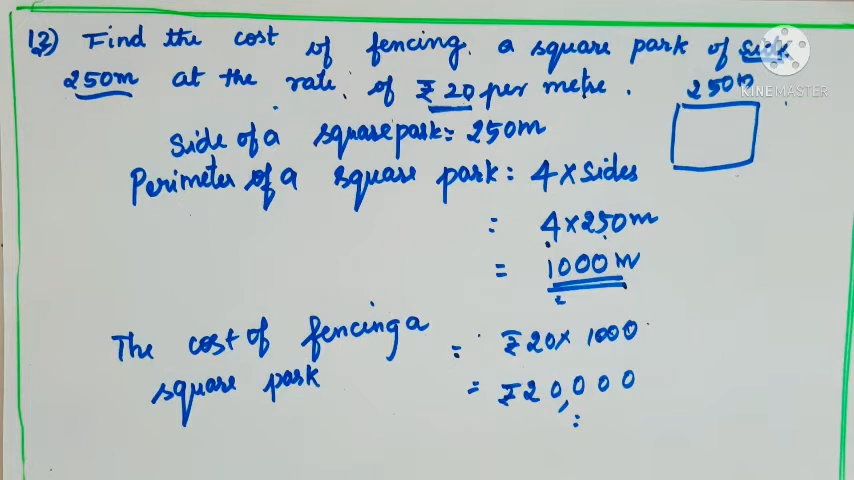 13) Find the cost of fencing a square park of side
250m at the rate of ₹20 per metre.
250m
KINEMASTER
Side of a square park = 250m
Perimeter of a square park = 4 × Sides
= 4×250m
= 1000m
The cost of fencing a square park = ₹20× 1000
= ₹20,000